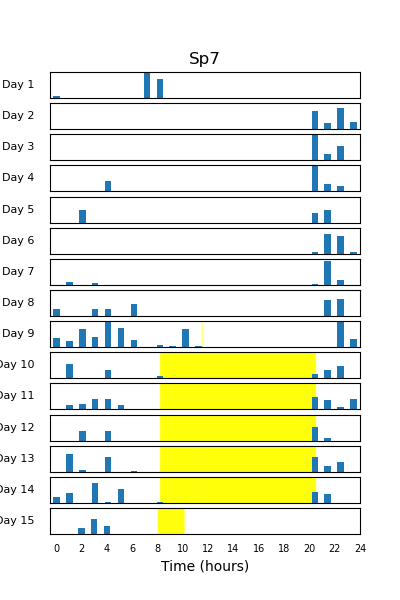 Sp7
Day 1
Day 2
Day 3
Day 4
Day 5
Day 6
Day 7
Day 8
Day 9
Day 10
Day 11
Day 12
Day 13
Day 14
Day 15
0 2 4 6 8 10 12 14 16 18 20 22 24
Time (hours)